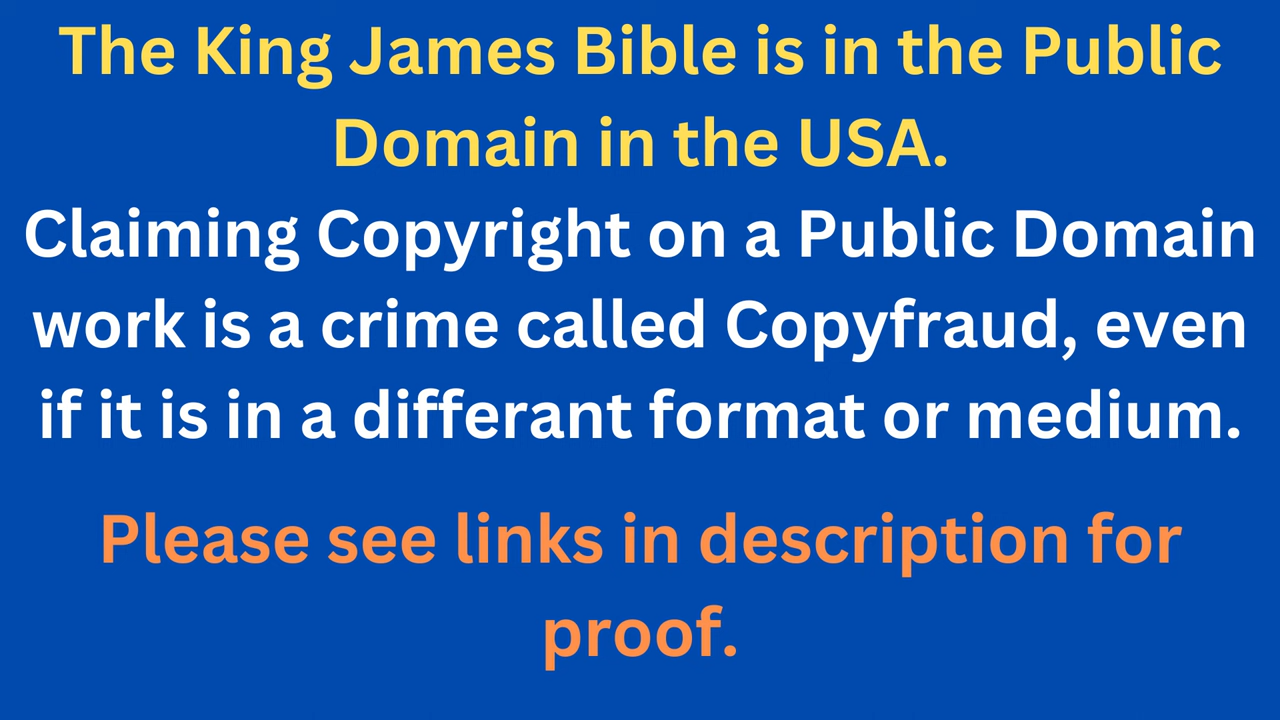 The King James Bible is in the Public
Domain in the USA.
Claiming Copyright on a Public Domain
work is a crime called Copyfraud, even
if it is in a differant format or medium.
Please see links in description for
proof.